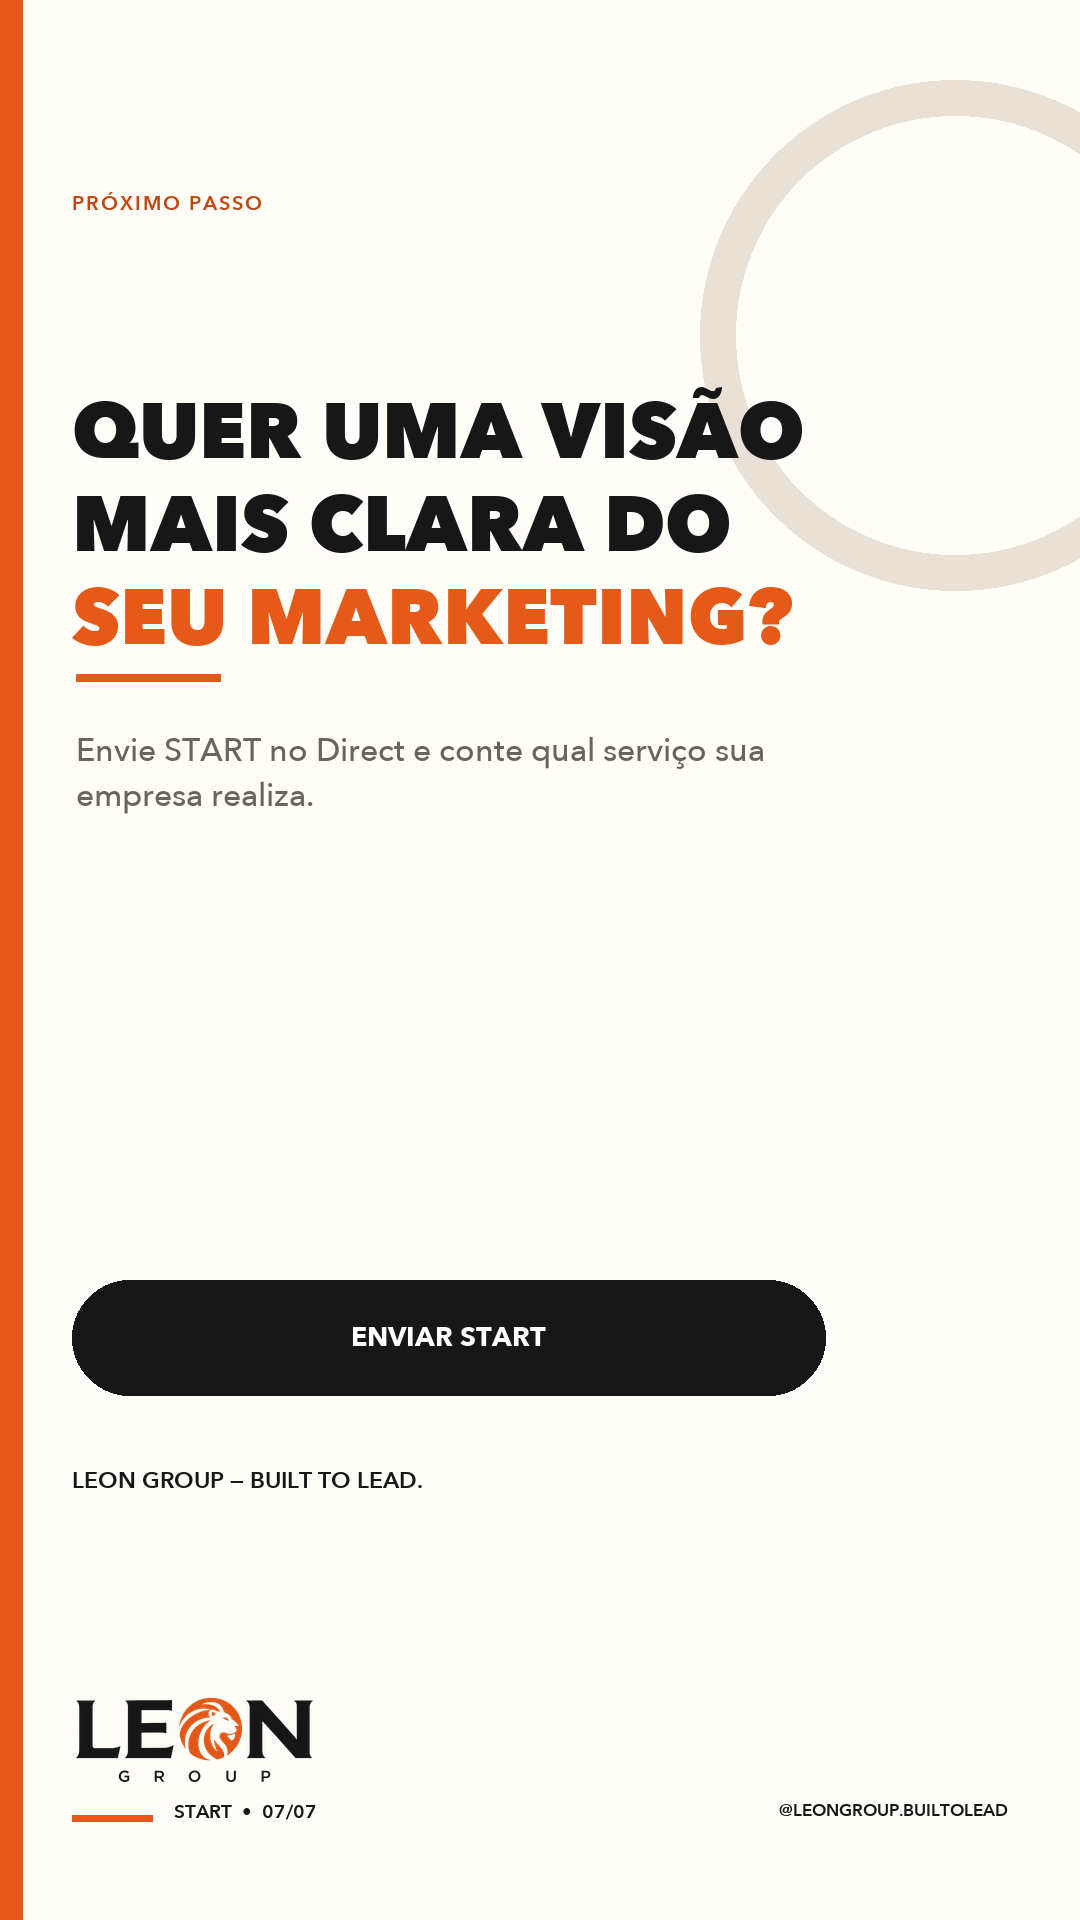 PRÓXIMO PASSO
QUER UMA VISÃO
MAIS CLARA DO
SEU MARKETING?
Envie START no Direct e conte qual serviço sua
empresa realiza.
ENVIAR START
LEON GROUP – BUILT TO LEAD.
LEON
GROUP
START • 07/07
@LEONGROUP.BUILTOLEAD